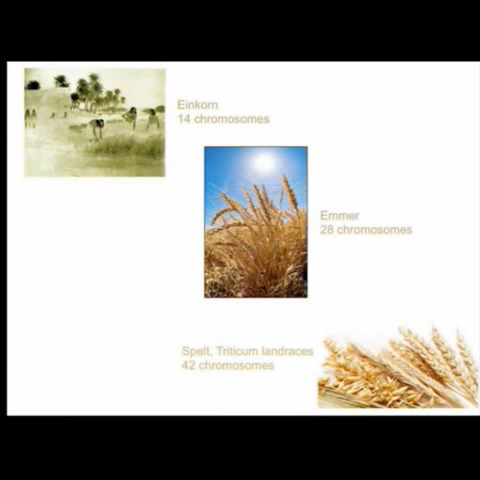 Einkorn
14 chromosomes
Emmer
28 chromosomes
Spelt, Triticum landraces
42 chromosomes